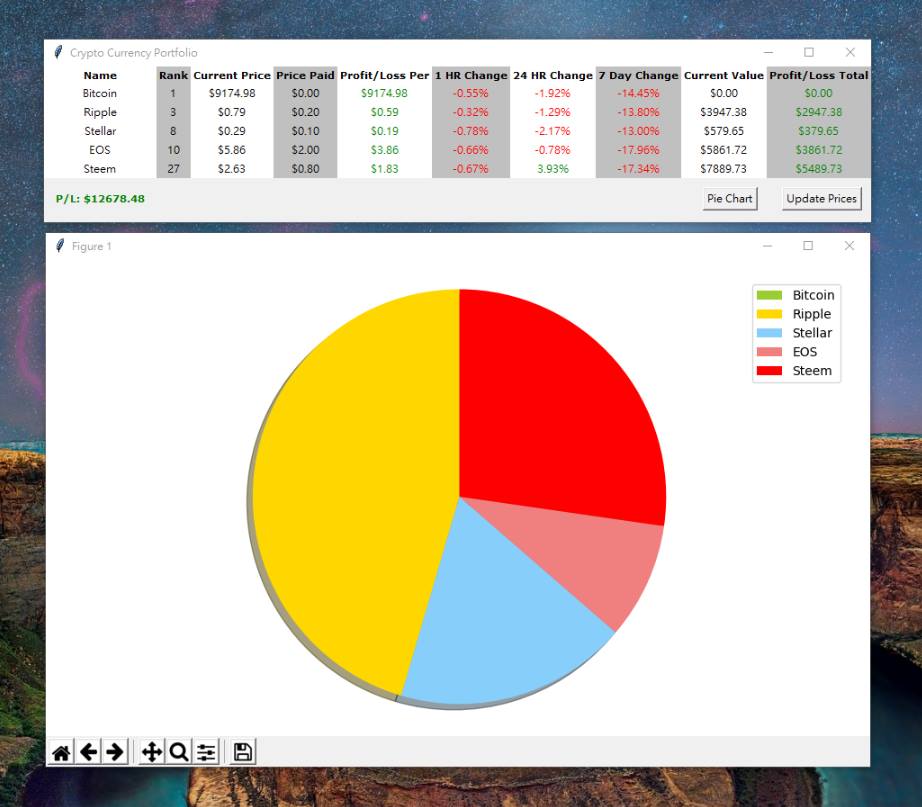 Crypto Currency Portfolio
Name Rank Current Price Price Paid Profit/Loss Per 1 HR Change 24 HR Change 7 Day Change Current Value Profit/Loss Total
Bitcoin 1 $9174.98 $0.00 $9174.98 -0.55% -1.92% -14.45% $0.00 $0.00
Ripple 3 $0.79 $0.20 $0.59 -0.32% -1.29% -13.80% $3947.38 $2947.38
Stellar 8 $0.29 $0.10 $0.19 -0.78% -2.17% -13.00% $579.65 $379.65
EOS 10 $5.86 $2.00 $3.86 -0.66% -0.78% -17.96% $5861.72 $3861.72
Steem 27 $2.63 $0.80 $1.83 -0.67% 3.93% -17.34% $7889.73 $5489.73
P/L: $12678.48 Pie Chart Update Prices
Figure 1
Bitcoin
Ripple
Stellar
EOS
Steem